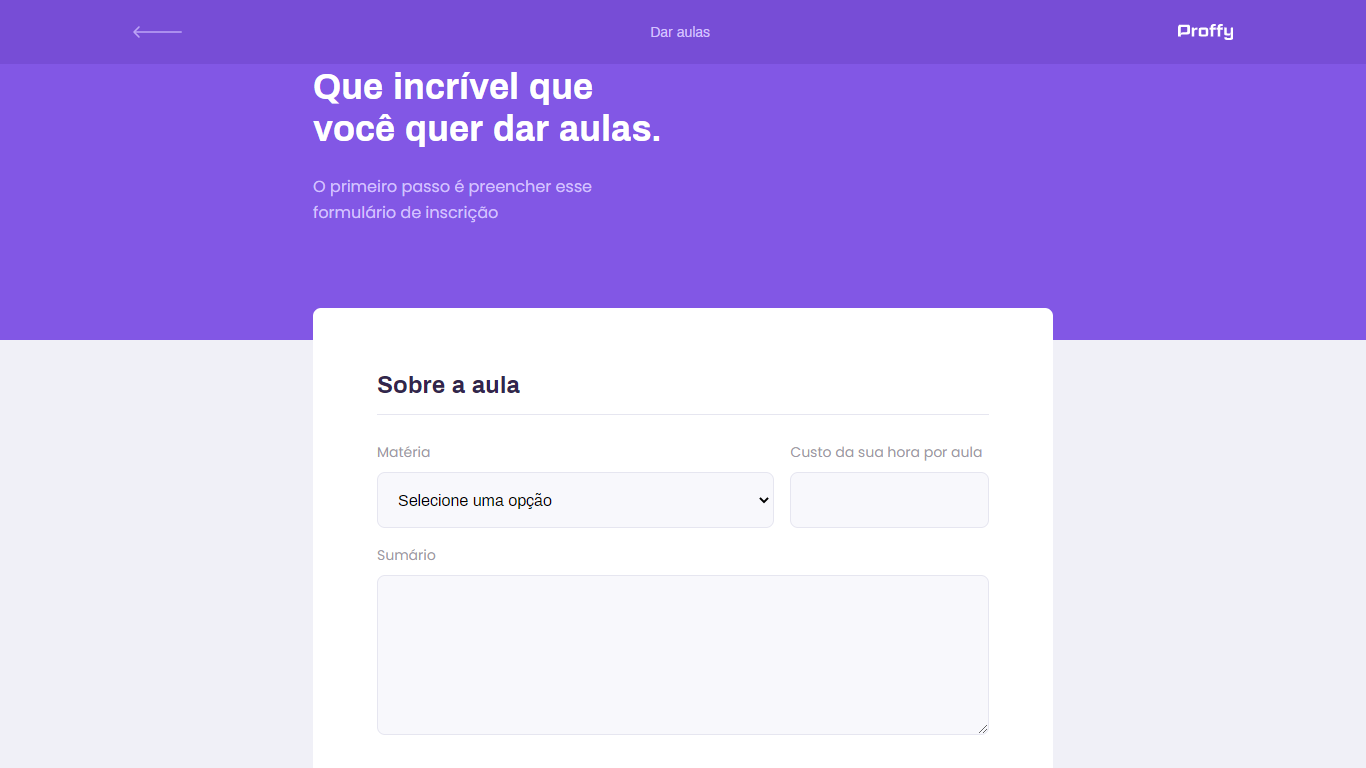 Dar aulas
Proffy
Que incrível que
você quer dar aulas.
O primeiro passo é preencher esse
formulário de inscrição
Sobre a aula
Matéria
Custo da sua hora por aula
Selecione uma opção
Sumário